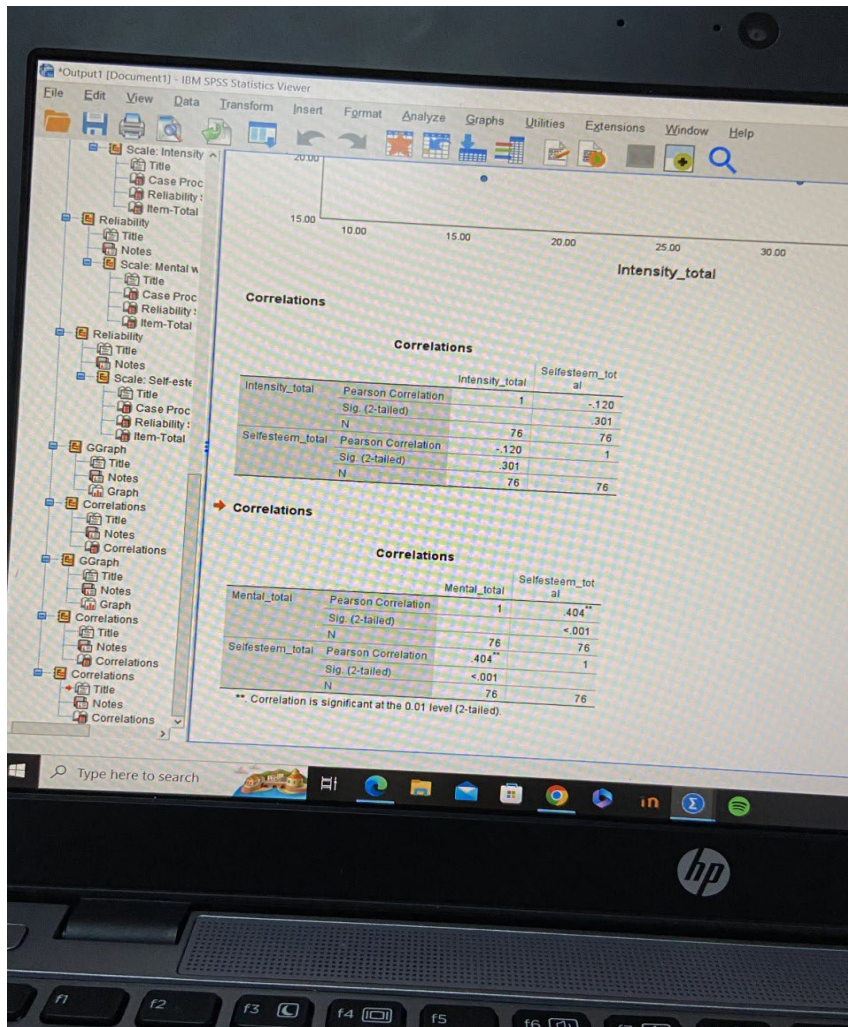 *Output1 [Document1] - IBM SPSS Statistics Viewer
File Edit View Data Transform Insert Format Analyze Graphs Utilities Extensions Window Help
Scale: Intensity
Title
Case Proc
Reliability
Item-Total
Reliability
Title
Notes
Scale: Mental w
Title
Case Proc
Reliability
Item-Total
Reliability
Title
Notes
Scale: Self-este
Title
Case Proc
Reliability
Item-Total
GGraph
Title
Notes
Graph
Correlations
Title
Notes
Correlations
GGraph
Title
Notes
Graph
Correlations
Title
Notes
Correlations
Correlations
Title
Notes
Correlations
20.00
15.00
10.00 15.00 20.00 25.00 30.00
Intensity_total
Correlations
Correlations
Intensity_total Selfesteem_tot
al
Intensity_total Pearson Correlation 1 -.120
Sig. (2-tailed) .301
N 76 76
Selfesteem_total Pearson Correlation -.120 1
Sig. (2-tailed) .301
N 76 76
Correlations
Correlations
Mental_total Selfesteem_tot
al
Mental_total Pearson Correlation 1 .404**
Sig. (2-tailed) <.001
N 76 76
Selfesteem_total Pearson Correlation .404** 1
Sig. (2-tailed) <.001
N 76 76
**. Correlation is significant at the 0.01 level (2-tailed).
Type here to search
in Σ
hp
f1 f2 f3 f4 f5 f6